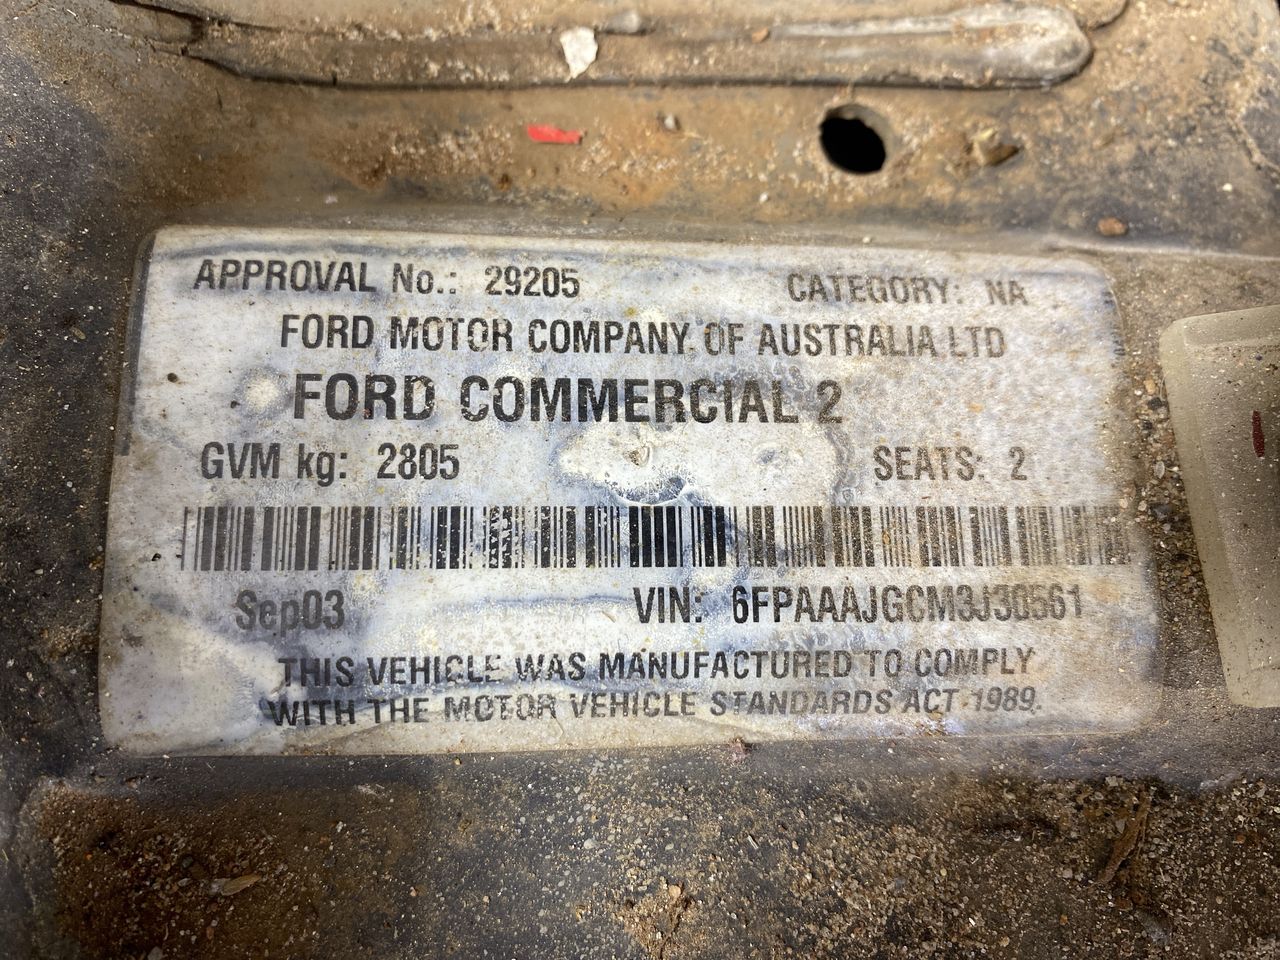 APPROVAL No.: 29205 CATEGORY: NA
FORD MOTOR COMPANY OF AUSTRALIA LTD
FORD COMMERCIAL 2
GVM kg: 2805 SEATS: 2
Sep03 VIN: 6FPAAAJGCM3J30561
THIS VEHICLE WAS MANUFACTURED TO COMPLY
WITH THE MOTOR VEHICLE STANDARDS ACT 1989.